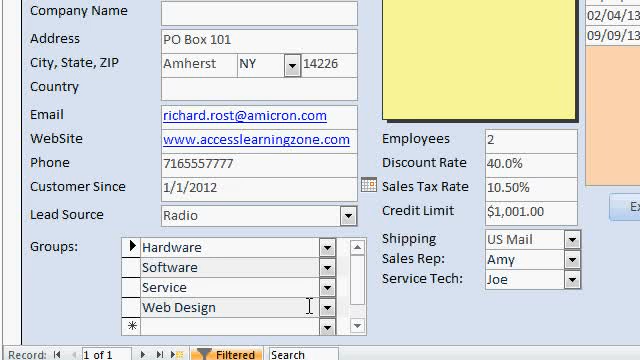 Company Name
Address PO Box 101
City, State, ZIP Amherst NY 14226
Country
Email richard.rost@amicron.com
WebSite www.accesslearningzone.com
Phone 7165557777
Customer Since 1/1/2012
Lead Source Radio
Groups: Hardware
Software
Service
Web Design
02/04/13
09/09/13
Employees 2
Discount Rate 40.0%
Sales Tax Rate 10.50%
Credit Limit $1,001.00
Shipping US Mail
Sales Rep: Amy
Service Tech: Joe
Record: 1 of 1 Filtered Search